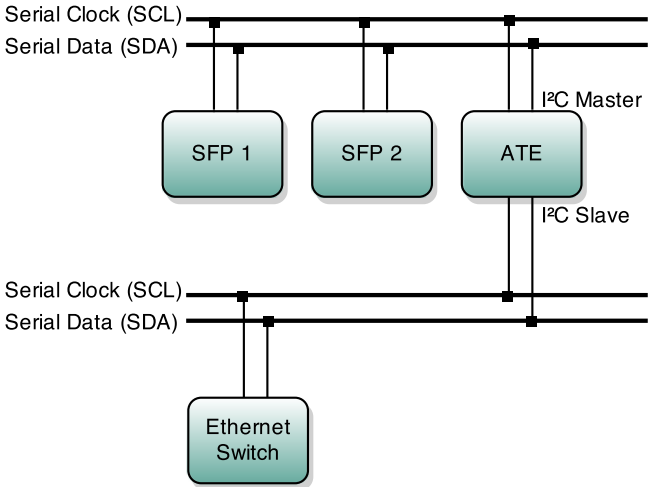 Serial Clock (SCL)
Serial Data (SDA)
I²C Master
SFP 1
SFP 2
ATE
I²C Slave
Serial Clock (SCL)
Serial Data (SDA)
Ethernet
Switch